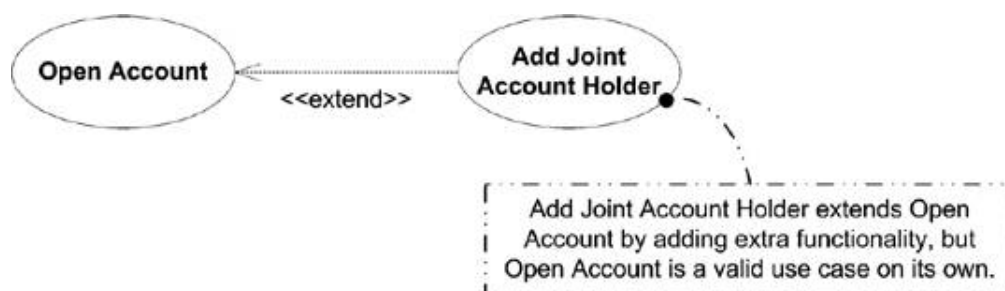 Open Account
<<extend>>
Add Joint
Account Holder
Add Joint Account Holder extends Open
Account by adding extra functionality, but
Open Account is a valid use case on its own.